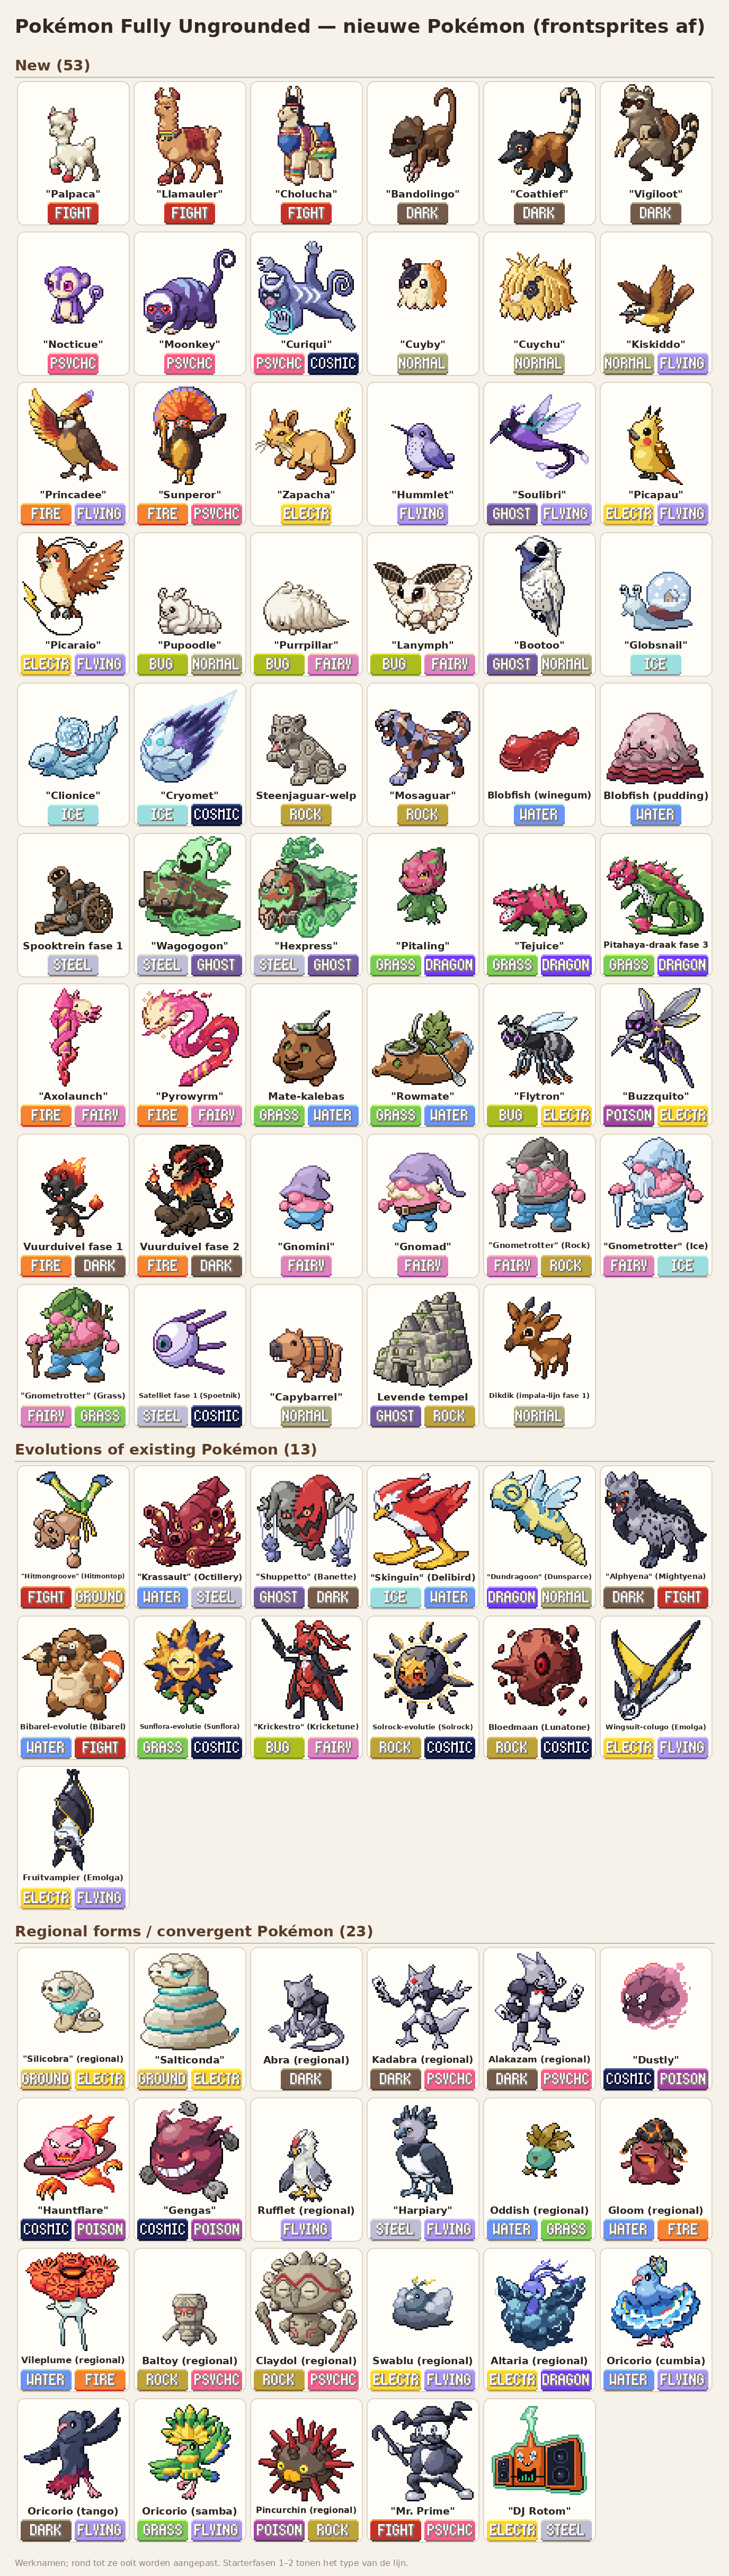 Pokémon Fully Ungrounded — nieuwe Pokémon (frontsprites af)
New (53)
"Palpaca" "Llamauler" "Cholucha" "Bandolingo" "Coathief" "Vigiloot"
FIGHT FIGHT FIGHT DARK DARK DARK
"Nocticue" "Moonkey" "Curiqui" "Cuyby" "Cuychu" "Kiskiddo"
PSYCHC PSYCHC PSYCHC COSMIC NORMAL NORMAL NORMAL FLYING
"Princadee" "Sunperor" "Zapacha" "Hummlet" "Soulibri" "Picapau"
FIRE FLYING FIRE PSYCHC ELECTR FLYING GHOST FLYING ELECTR FLYING
"Picaraio" "Pupoodle" "Purrpillar" "Lanymph" "Bootoo" "Globsnail"
ELECTR FLYING BUG NORMAL BUG FAIRY BUG FAIRY GHOST NORMAL ICE
"Clionice" "Cryomet" Steenjaguar-welp "Mosaguar" Blobfish (winegum) Blobfish (pudding)
ICE ICE COSMIC ROCK ROCK WATER WATER
Spooktrein fase 1 "Wagogogon" "Hexpress" "Pitaling" "Tejuice" Pitahaya-draak fase 3
STEEL STEEL GHOST STEEL GHOST GRASS DRAGON GRASS DRAGON GRASS DRAGON
"Axolaunch" "Pyrowyrm" Mate-kalebas "Rowmate" "Flytron" "Buzzquito"
FIRE FAIRY FIRE FAIRY GRASS WATER GRASS WATER BUG ELECTR POISON ELECTR
Vuurduivel fase 1 Vuurduivel fase 2 "Gnomini" "Gnomad" "Gnometrotter" (Rock) "Gnometrotter" (Ice)
FIRE DARK FIRE DARK FAIRY FAIRY FAIRY ROCK FAIRY ICE
"Gnometrotter" (Grass) Satelliet fase 1 (Spoetnik) "Capybarrel" Levende tempel Dikdik (impala-lijn fase 1)
FAIRY GRASS STEEL COSMIC NORMAL GHOST ROCK NORMAL
Evolutions of existing Pokémon (13)
"Hitmongroove" (Hitmontop) "Krassault" (Octillery) "Shuppetto" (Banette) "Skinguin" (Delibird) "Dundragoon" (Dunsparce) "Alphyena" (Mightyena)
FIGHT GROUND WATER STEEL GHOST DARK ICE WATER DRAGON NORMAL DARK FIGHT
Bibarel-evolutie (Bibarel) Sunflora-evolutie (Sunflora) "Krickestro" (Kricketune) Solrock-evolutie (Solrock) Bloedmaan (Lunatone) Wingsuit-colugo (Emolga)
WATER FIGHT GRASS COSMIC BUG FAIRY ROCK COSMIC ROCK COSMIC ELECTR FLYING
Fruitvampier (Emolga)
ELECTR FLYING
Regional forms / convergent Pokémon (23)
"Silicobra" (regional) "Salticonda" Abra (regional) Kadabra (regional) Alakazam (regional) "Dustly"
GROUND ELECTR GROUND ELECTR DARK DARK PSYCHC DARK PSYCHC COSMIC POISON
"Hauntflare" "Gengas" Rufflet (regional) "Harpiary" Oddish (regional) Gloom (regional)
COSMIC POISON COSMIC POISON FLYING STEEL FLYING WATER GRASS WATER FIRE
Vileplume (regional) Baltoy (regional) Claydol (regional) Swablu (regional) Altaria (regional) Oricorio (cumbia)
WATER FIRE ROCK PSYCHC ROCK PSYCHC ELECTR FLYING ELECTR DRAGON WATER FLYING
Oricorio (tango) Oricorio (samba) Pincurchin (regional) "Mr. Prime" "DJ Rotom"
DARK FLYING GRASS FLYING POISON ROCK FIGHT PSYCHC ELECTR STEEL
Werknamen; rond tot ze ooit worden aangepast. Starterfasen 1–2 tonen het type van de lijn.